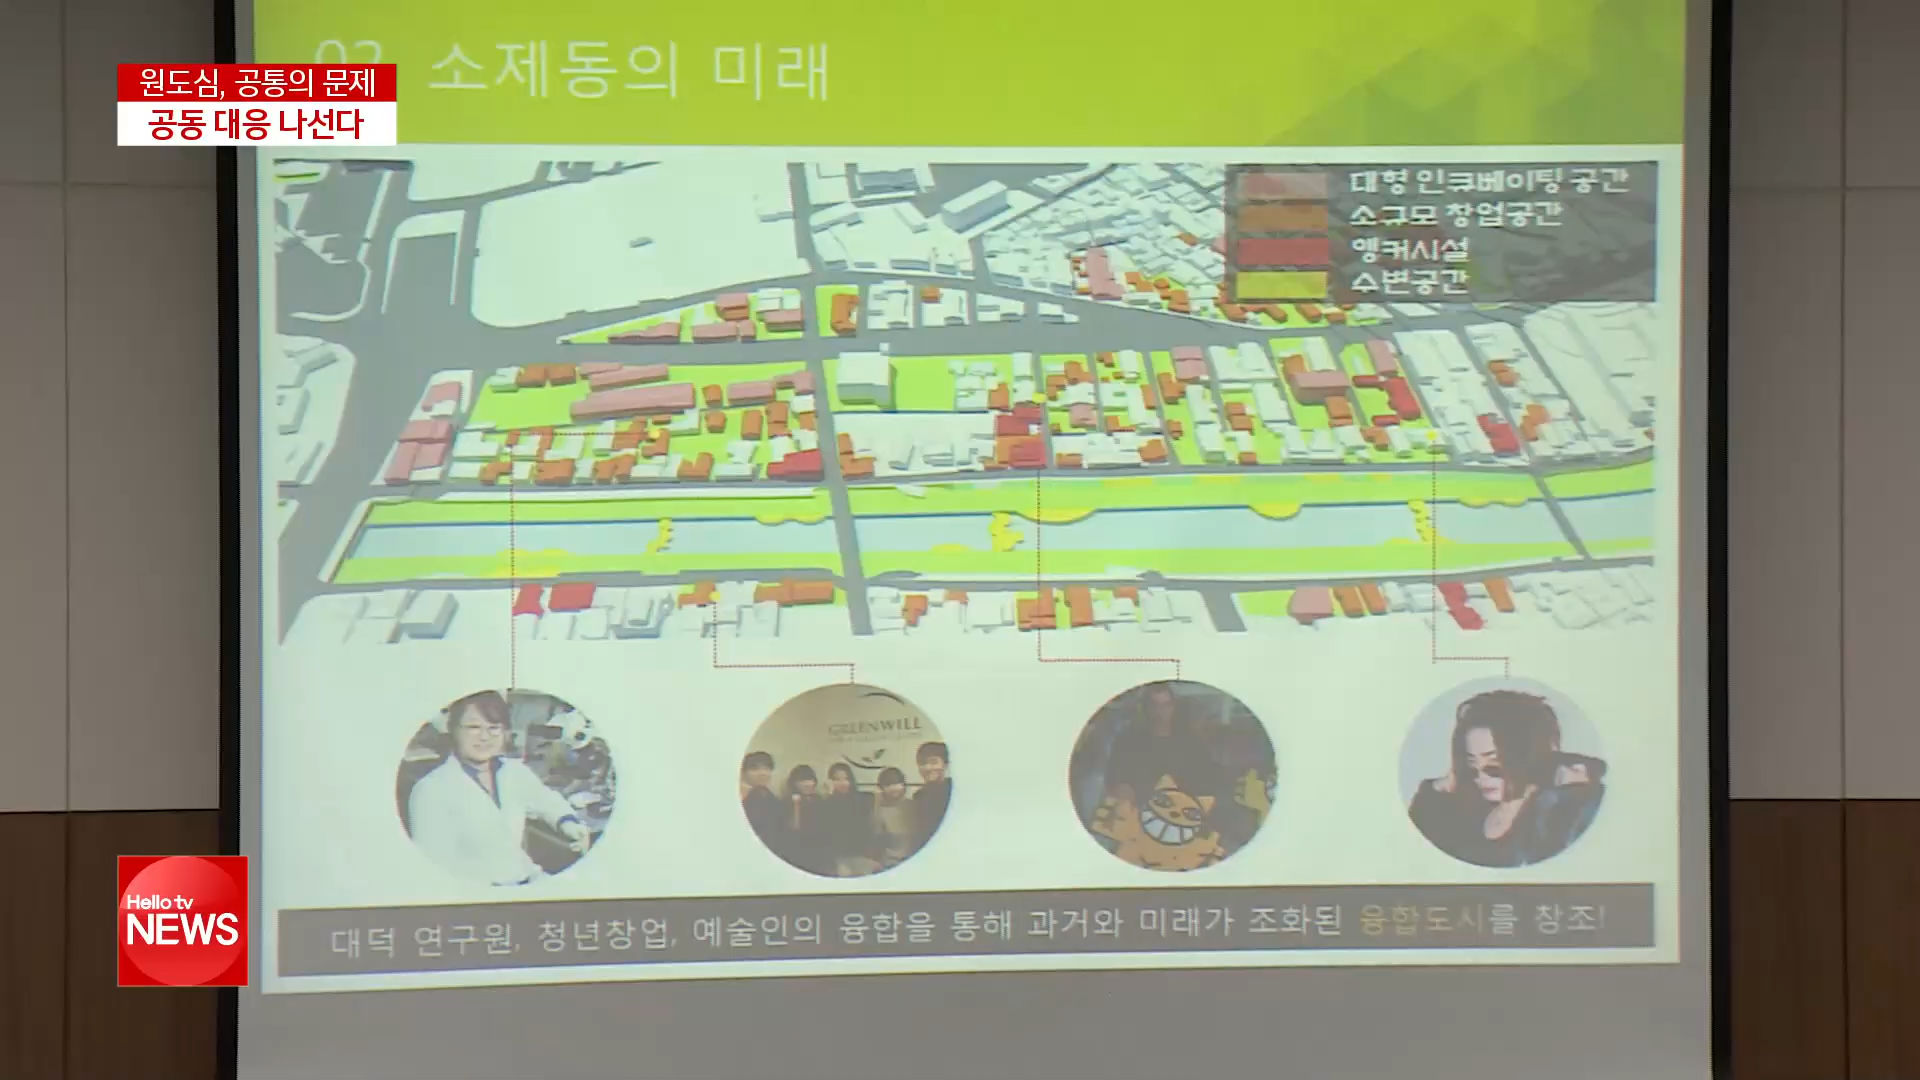 원도심, 공통의 문제
공동 대응 나선다
소제동의 미래
대형 인큐베이팅 공간
소규모 창업공간
앵커시설
수변공간
GREENWILL
대덕 연구원, 청년창업, 예술인의 융합을 통해 과거와 미래가 조화된 융합도시를 창조!
Hello tv
NEWS